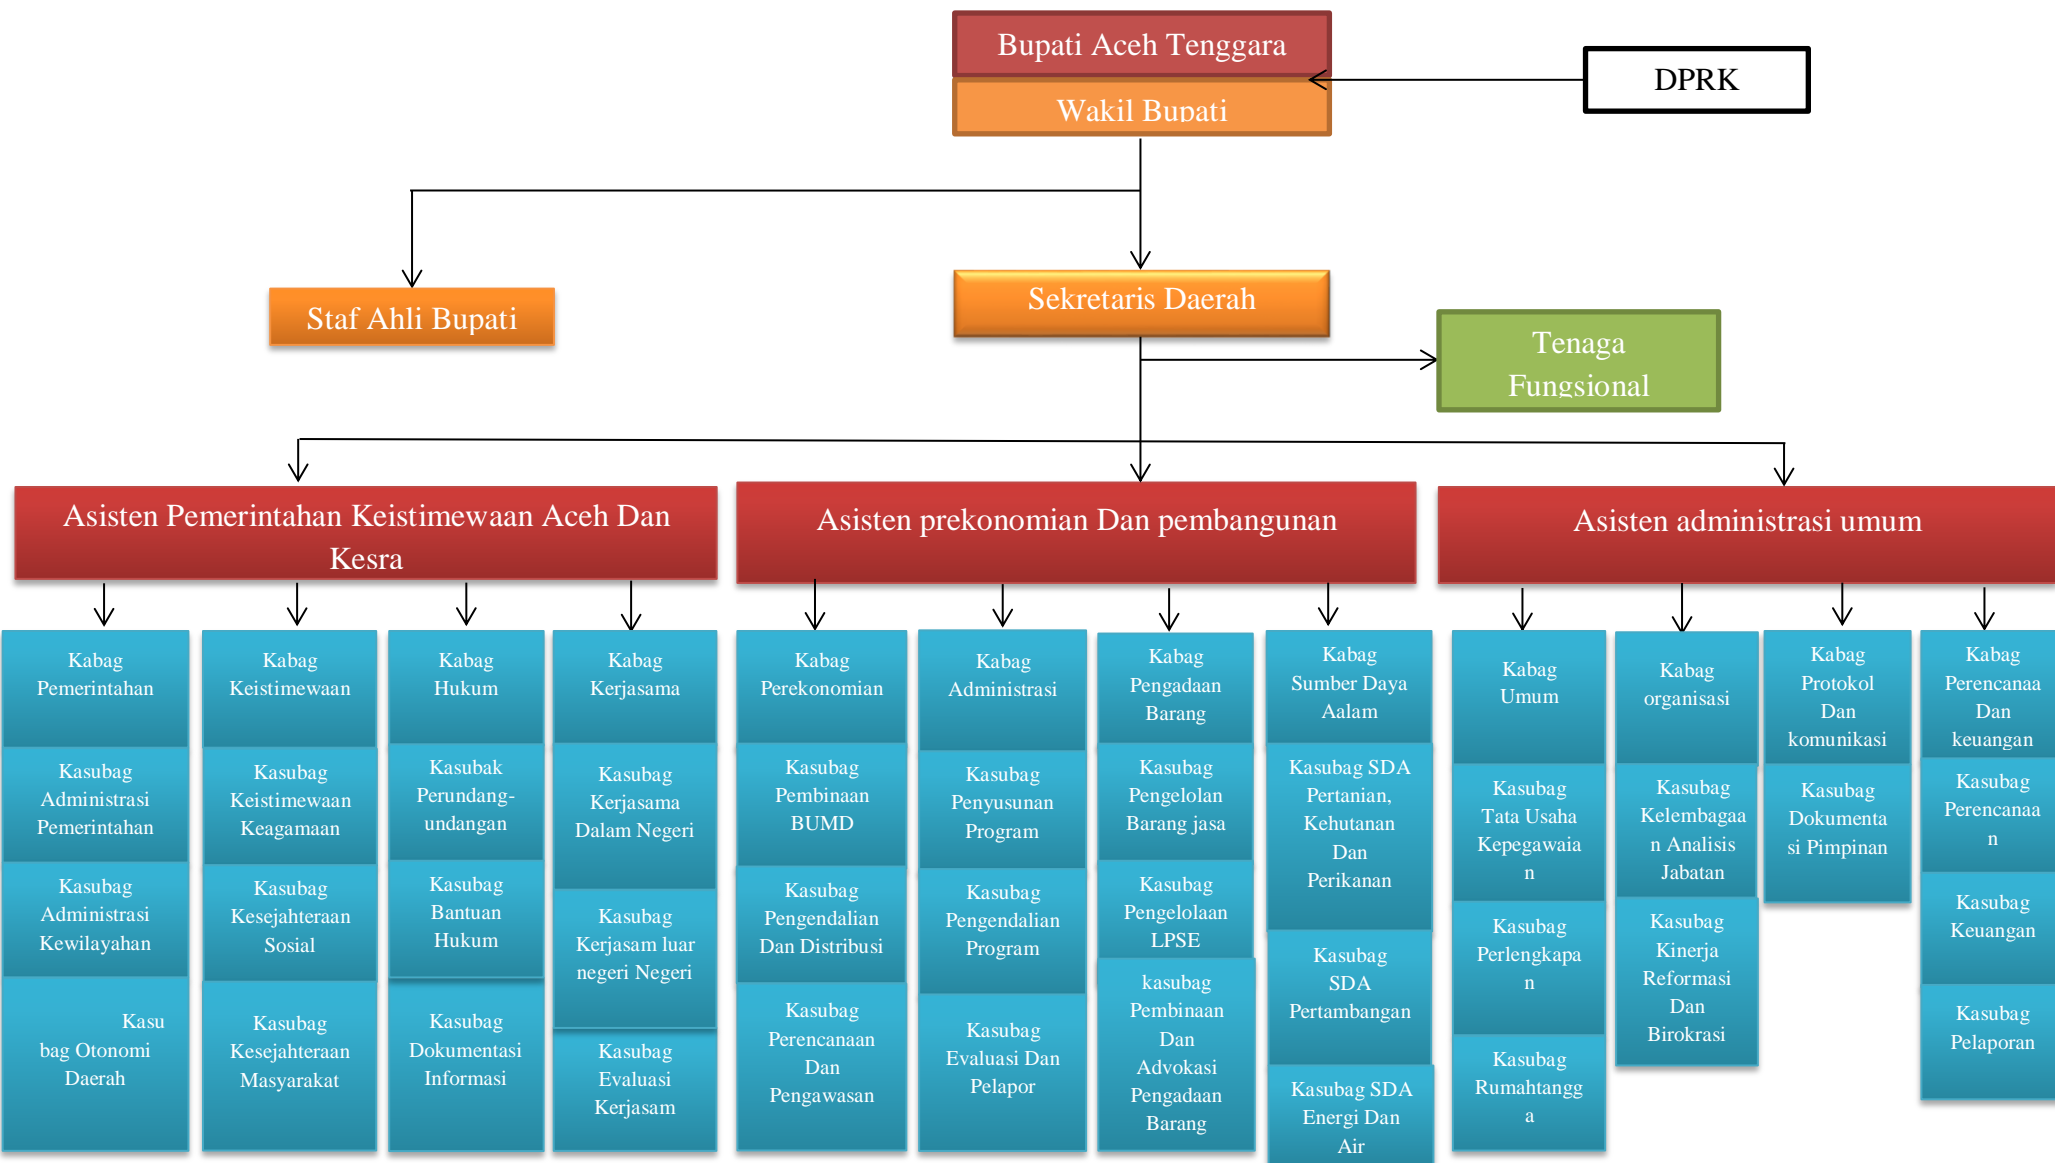 Bupati Aceh Tenggara
DPRK
Wakil Bupati
Staf Ahli Bupati
Sekretaris Daerah
Tenaga
Fungsional
Asisten Pemerintahan Keistimewaan Aceh Dan
Kesra
Asisten prekonomian Dan pembangunan
Asisten administrasi umum
Kabag
Pemerintahan
Kasubag
Administrasi
Pemerintahan
Kasubag
Administrasi
Kewilayahan
Kasu
bag Otonomi
Daerah
Kabag
Keistimewaan
Kasubag
Keistimewaan
Keagamaan
Kasubag
Kesejahteraan
Sosial
Kasubag
Kesejahteraan
Masyarakat
Kabag
Hukum
Kasubak
Perundang-
undangan
Kasubag
Bantuan
Hukum
Kasubag
Dokumentasi
Informasi
Kabag
Kerjasama
Kasubag
Kerjasama
Dalam Negeri
Kasubag
Kerjasam luar
negeri Negeri
Kasubag
Evaluasi
Kerjasam
Kabag
Perekonomian
Kasubag
Pembinaan
BUMD
Kasubag
Pengendalian
Dan Distribusi
Kasubag
Perencanaan
Dan
Pengawasan
Kabag
Administrasi
Kasubag
Penyusunan
Program
Kasubag
Pengendalian
Program
Kasubag
Evaluasi Dan
Pelapor
Kabag
Pengadaan
Barang
Kasubag
Pengelolan
Barang jasa
Kasubag
Pengelolaan
LPSE
kasubag
Pembinaan
Dan
Advokasi
Pengadaan
Barang
Kabag
Sumber Daya
Aalam
Kasubag SDA
Pertanian,
Kehutanan
Dan
Perikanan
Kasubag
SDA
Pertambangan
Kasubag SDA
Energi Dan
Air
Kabag
Umum
Kasubag
Tata Usaha
Kepegawaia
n
Kasubag
Perlengkapa
n
Kasubag
Rumahtangg
a
Kabag
organisasi
Kasubag
Kelembagaa
n Analisis
Jabatan
Kasubag
Kinerja
Reformasi
Dan
Birokrasi
Kabag
Protokol
Dan
komunikasi
Kasubag
Dokumenta
si Pimpinan
Kabag
Perencanaa
Dan
keuangan
Kasubag
Perencanaa
n
Kasubag
Keuangan
Kasubag
Pelaporan